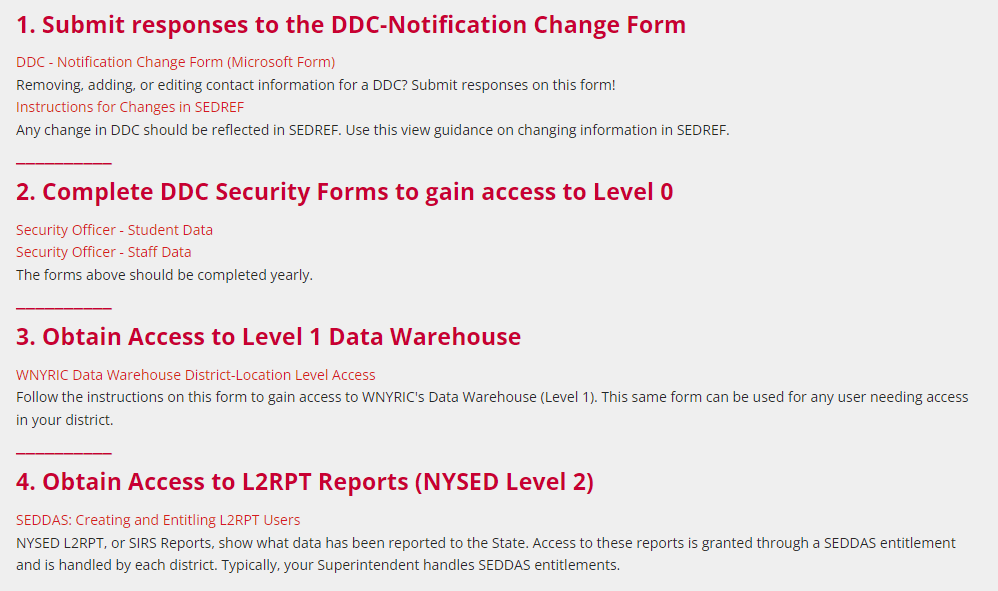 1. Submit responses to the DDC-Notification Change Form
DDC - Notification Change Form (Microsoft Form)
Removing, adding, or editing contact information for a DDC? Submit responses on this form!
Instructions for Changes in SEDREF
Any change in DDC should be reflected in SEDREF. Use this view guidance on changing information in SEDREF.
__________
2. Complete DDC Security Forms to gain access to Level 0
Security Officer - Student Data
Security Officer - Staff Data
The forms above should be completed yearly.
__________
3. Obtain Access to Level 1 Data Warehouse
WNYRIC Data Warehouse District-Location Level Access
Follow the instructions on this form to gain access to WNYRIC's Data Warehouse (Level 1). This same form can be used for any user needing access
in your district.
__________
4. Obtain Access to L2RPT Reports (NYSED Level 2)
SEDDAS: Creating and Entitling L2RPT Users
NYSED L2RPT, or SIRS Reports, show what data has been reported to the State. Access to these reports is granted through a SEDDAS entitlement
and is handled by each district. Typically, your Superintendent handles SEDDAS entitlements.